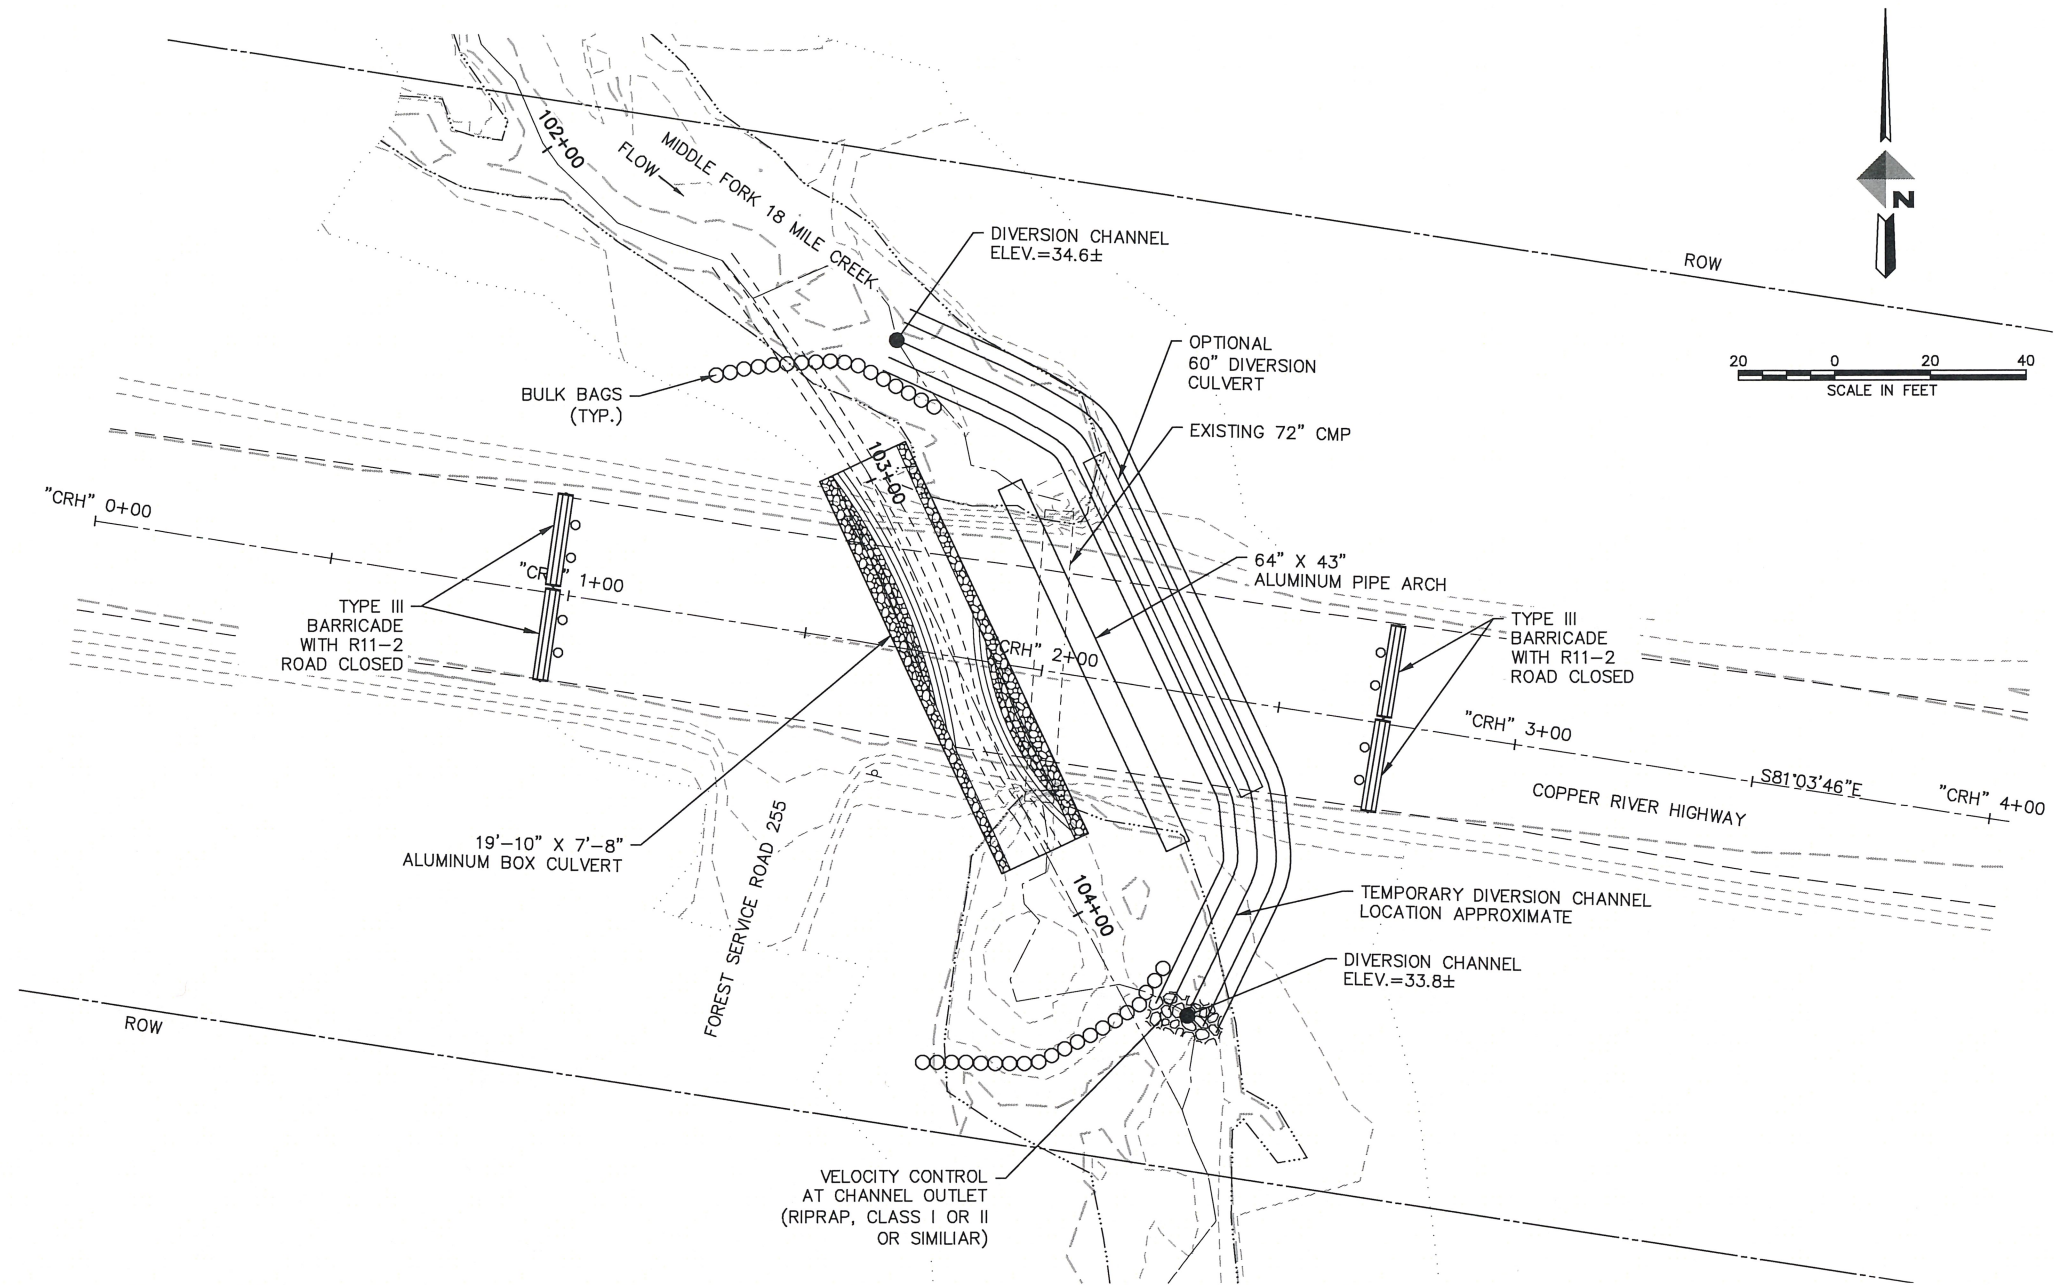 102+00
FLOW
MIDDLE FORK 18 MILE CREEK
DIVERSION CHANNEL
ELEV.=34.6±
ROW
N
20 0 20 40
SCALE IN FEET
OPTIONAL
60" DIVERSION
CULVERT
BULK BAGS
(TYP.)
EXISTING 72" CMP
103+00
"CRH" 0+00
"CR " 1+00
64" X 43"
ALUMINUM PIPE ARCH
TYPE III
BARRICADE
WITH R11-2
ROAD CLOSED
TYPE III
BARRICADE
WITH R11-2
ROAD CLOSED
CRH" 2+00
"CRH" 3+00
S81°03'46"E
"CRH" 4+00
COPPER RIVER HIGHWAY
19'-10" X 7'-8"
ALUMINUM BOX CULVERT
FOREST SERVICE ROAD 255
104+00
TEMPORARY DIVERSION CHANNEL
LOCATION APPROXIMATE
DIVERSION CHANNEL
ELEV.=33.8±
ROW
VELOCITY CONTROL
AT CHANNEL OUTLET
(RIPRAP, CLASS I OR II
OR SIMILIAR)